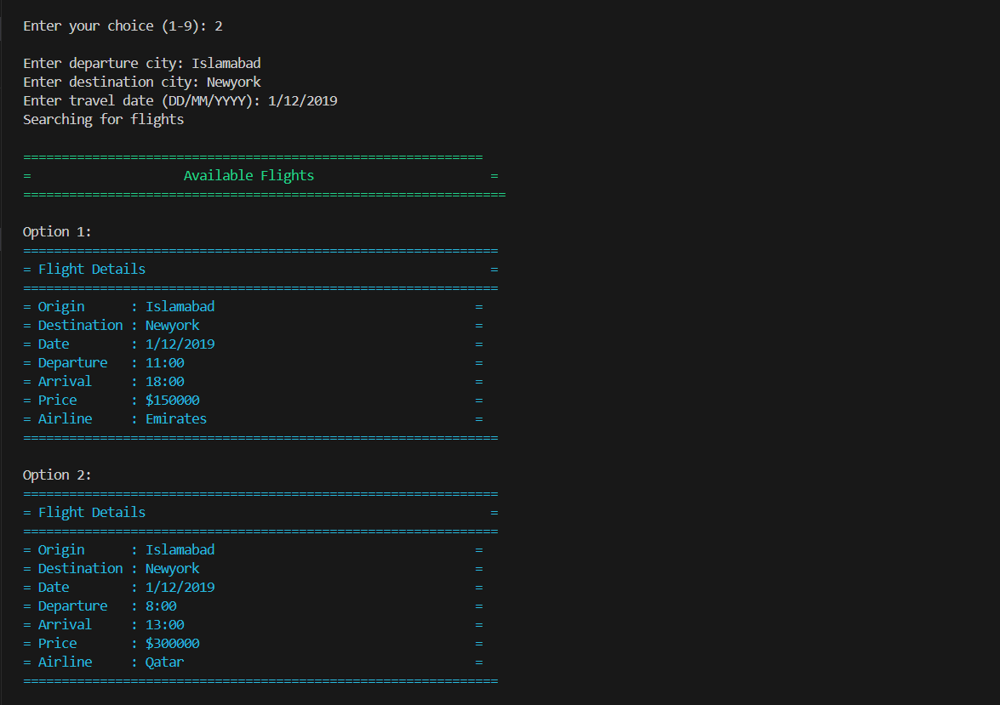 Enter your choice (1-9): 2
Enter departure city: Islamabad
Enter destination city: Newyork
Enter travel date (DD/MM/YYYY): 1/12/2019
Searching for flights
============================================================
=                    Available Flights                       =
===============================================================
Option 1:
==============================================================
= Flight Details                                             =
==============================================================
= Origin      : Islamabad                                  =
= Destination : Newyork                                    =
= Date        : 1/12/2019                                  =
= Departure   : 11:00                                      =
= Arrival     : 18:00                                      =
= Price       : $150000                                    =
= Airline     : Emirates                                   =
==============================================================
Option 2:
==============================================================
= Flight Details                                             =
==============================================================
= Origin      : Islamabad                                  =
= Destination : Newyork                                    =
= Date        : 1/12/2019                                  =
= Departure   : 8:00                                       =
= Arrival     : 13:00                                      =
= Price       : $300000                                    =
= Airline     : Qatar                                      =
==============================================================